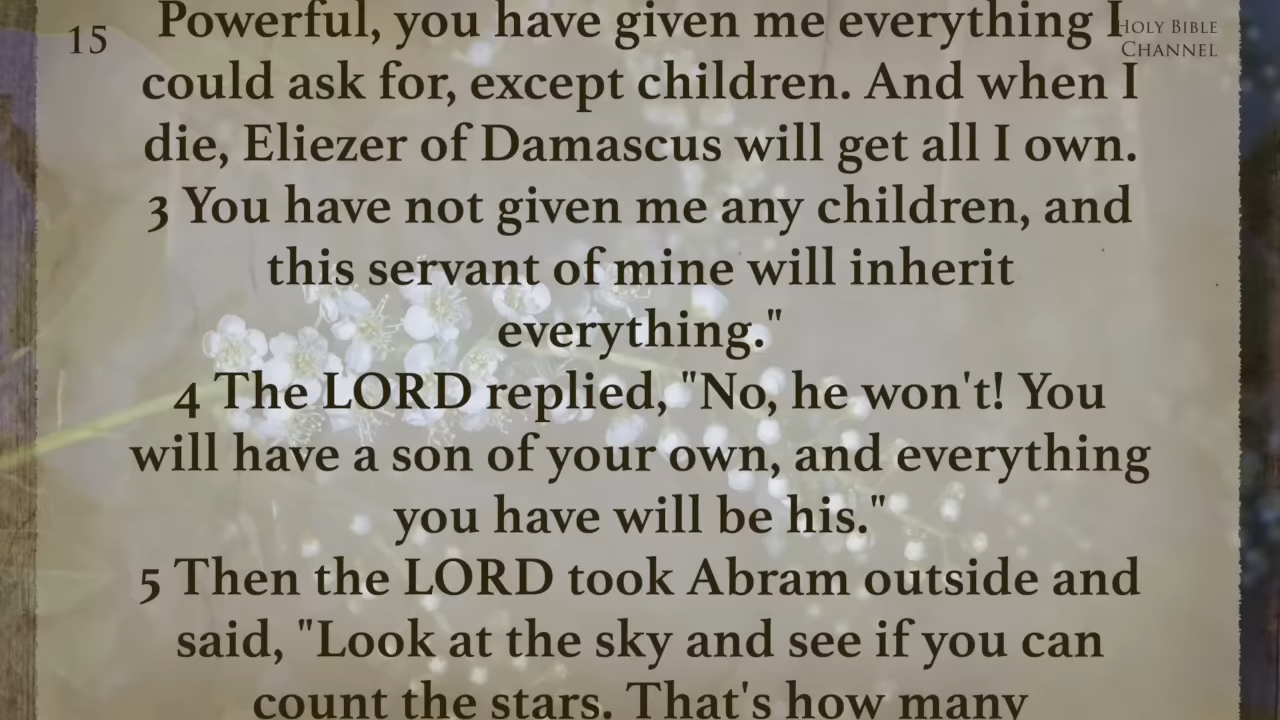 15
HOLY BIBLE
CHANNEL
Powerful, you have given me everything I
could ask for, except children. And when I
die, Eliezer of Damascus will get all I own.
3 You have not given me any children, and
this servant of mine will inherit
everything."
4 The LORD replied, "No, he won't! You
will have a son of your own, and everything
you have will be his."
5 Then the LORD took Abram outside and
said, "Look at the sky and see if you can
count the stars. That's how many